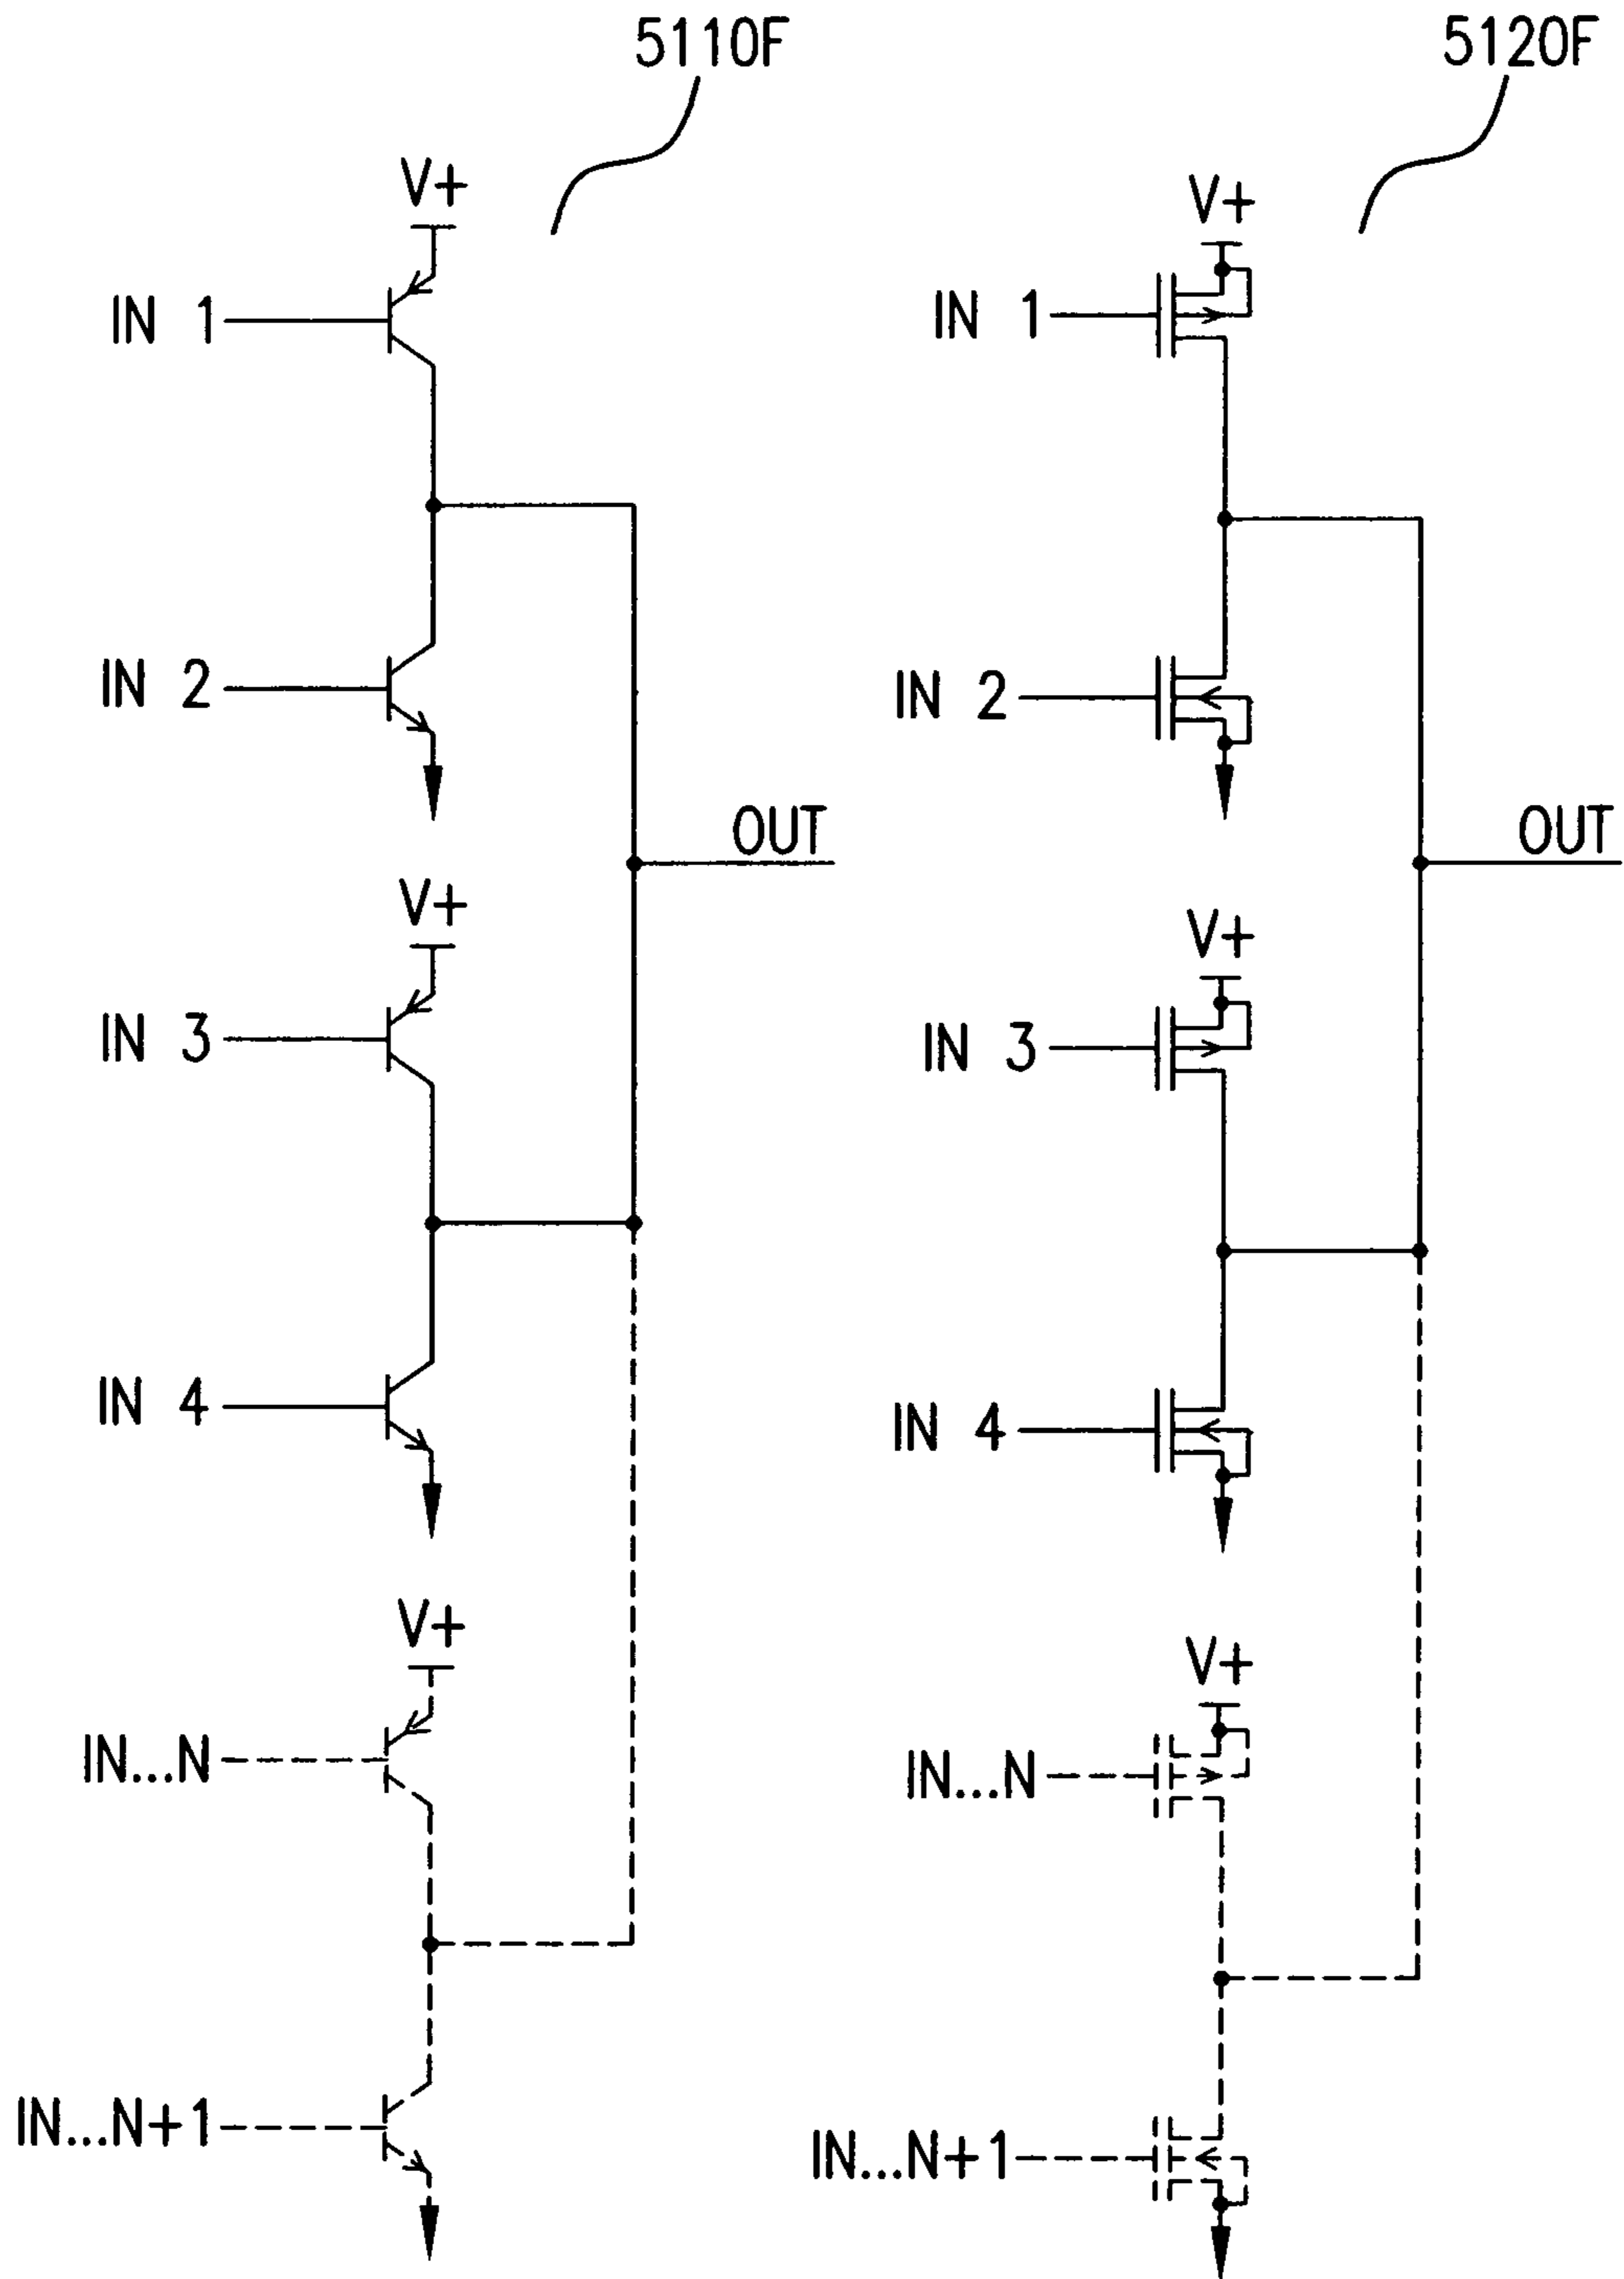 5110F
5120F
V+
V+
IN 1
IN 1
IN 2
IN 2
OUT
OUT
V+
V+
IN 3
IN 3
IN 4
IN 4
V+
V+
IN...N
IN...N
IN...N+1
IN...N+1